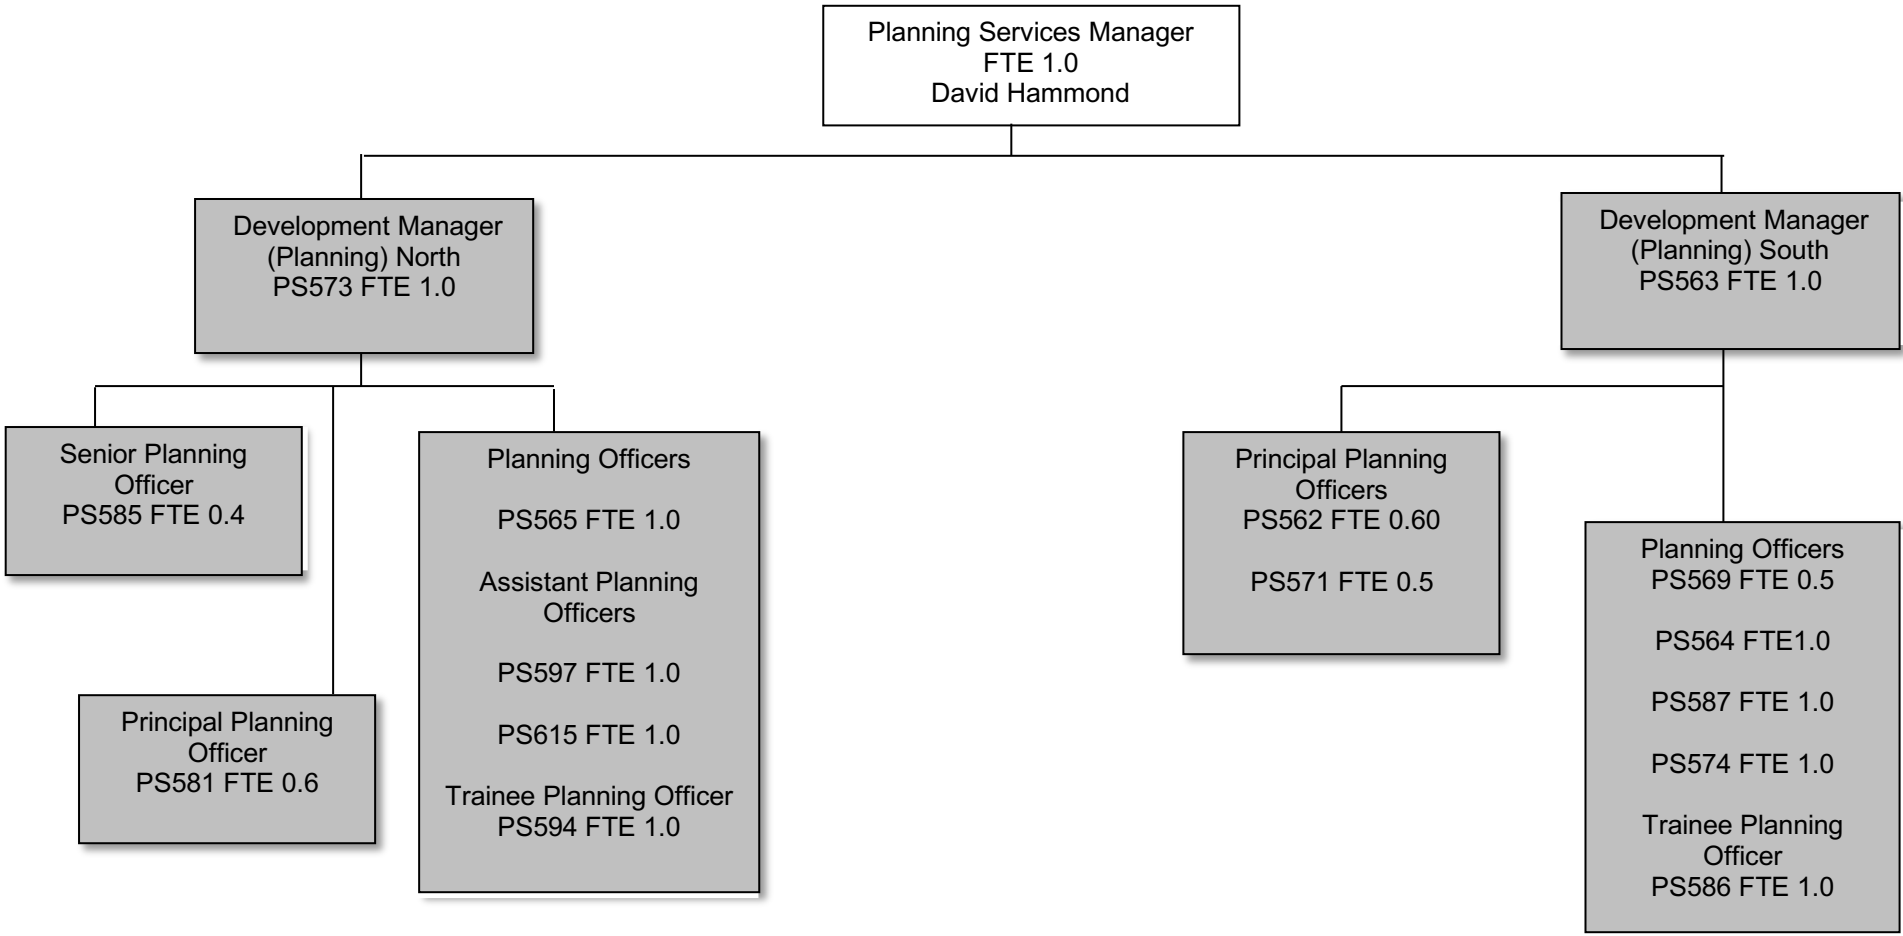 Planning Services Manager
FTE 1.0
David Hammond
Development Manager
(Planning) North
PS573 FTE 1.0
Development Manager
(Planning) South
PS563 FTE 1.0
Senior Planning
Officer
PS585 FTE 0.4
Principal Planning
Officer
PS581 FTE 0.6
Planning Officers
PS565 FTE 1.0
Assistant Planning
Officers
PS597 FTE 1.0
PS615 FTE 1.0
Trainee Planning Officer
PS594 FTE 1.0
Principal Planning
Officers
PS562 FTE 0.60
PS571 FTE 0.5
Planning Officers
PS569 FTE 0.5
PS564 FTE1.0
PS587 FTE 1.0
PS574 FTE 1.0
Trainee Planning
Officer
PS586 FTE 1.0